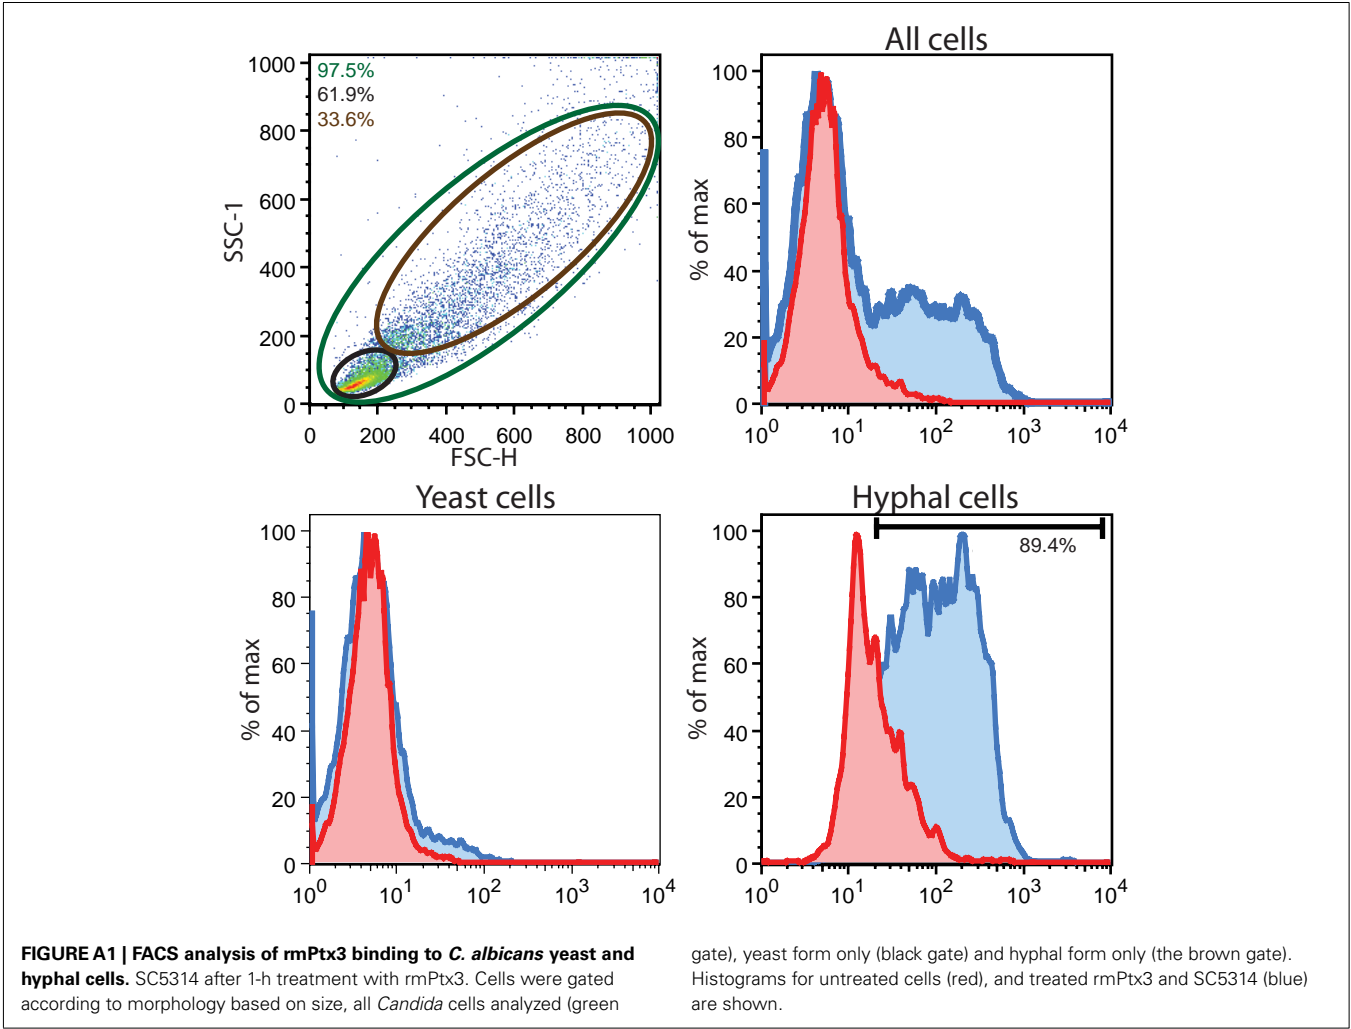 1000
800
600
400
200
0
97.5%
61.9%
33.6%
SSC-1
0 200 400 600 800 1000
FSC-H
All cells
100
80
60
40
20
0
% of max
10^0 10^1 10^2 10^3 10^4
Yeast cells
100
80
60
40
20
0
% of max
10^0 10^1 10^2 10^3 10^4
Hyphal cells
100
80
60
40
20
0
89.4%
% of max
10^0 10^1 10^2 10^3 10^4
FIGURE A1 | FACS analysis of rmPtx3 binding to C. albicans yeast and
hyphal cells. SC5314 after 1-h treatment with rmPtx3. Cells were gated
according to morphology based on size, all Candida cells analyzed (green
gate), yeast form only (black gate) and hyphal form only (the brown gate).
Histograms for untreated cells (red), and treated rmPtx3 and SC5314 (blue)
are shown.